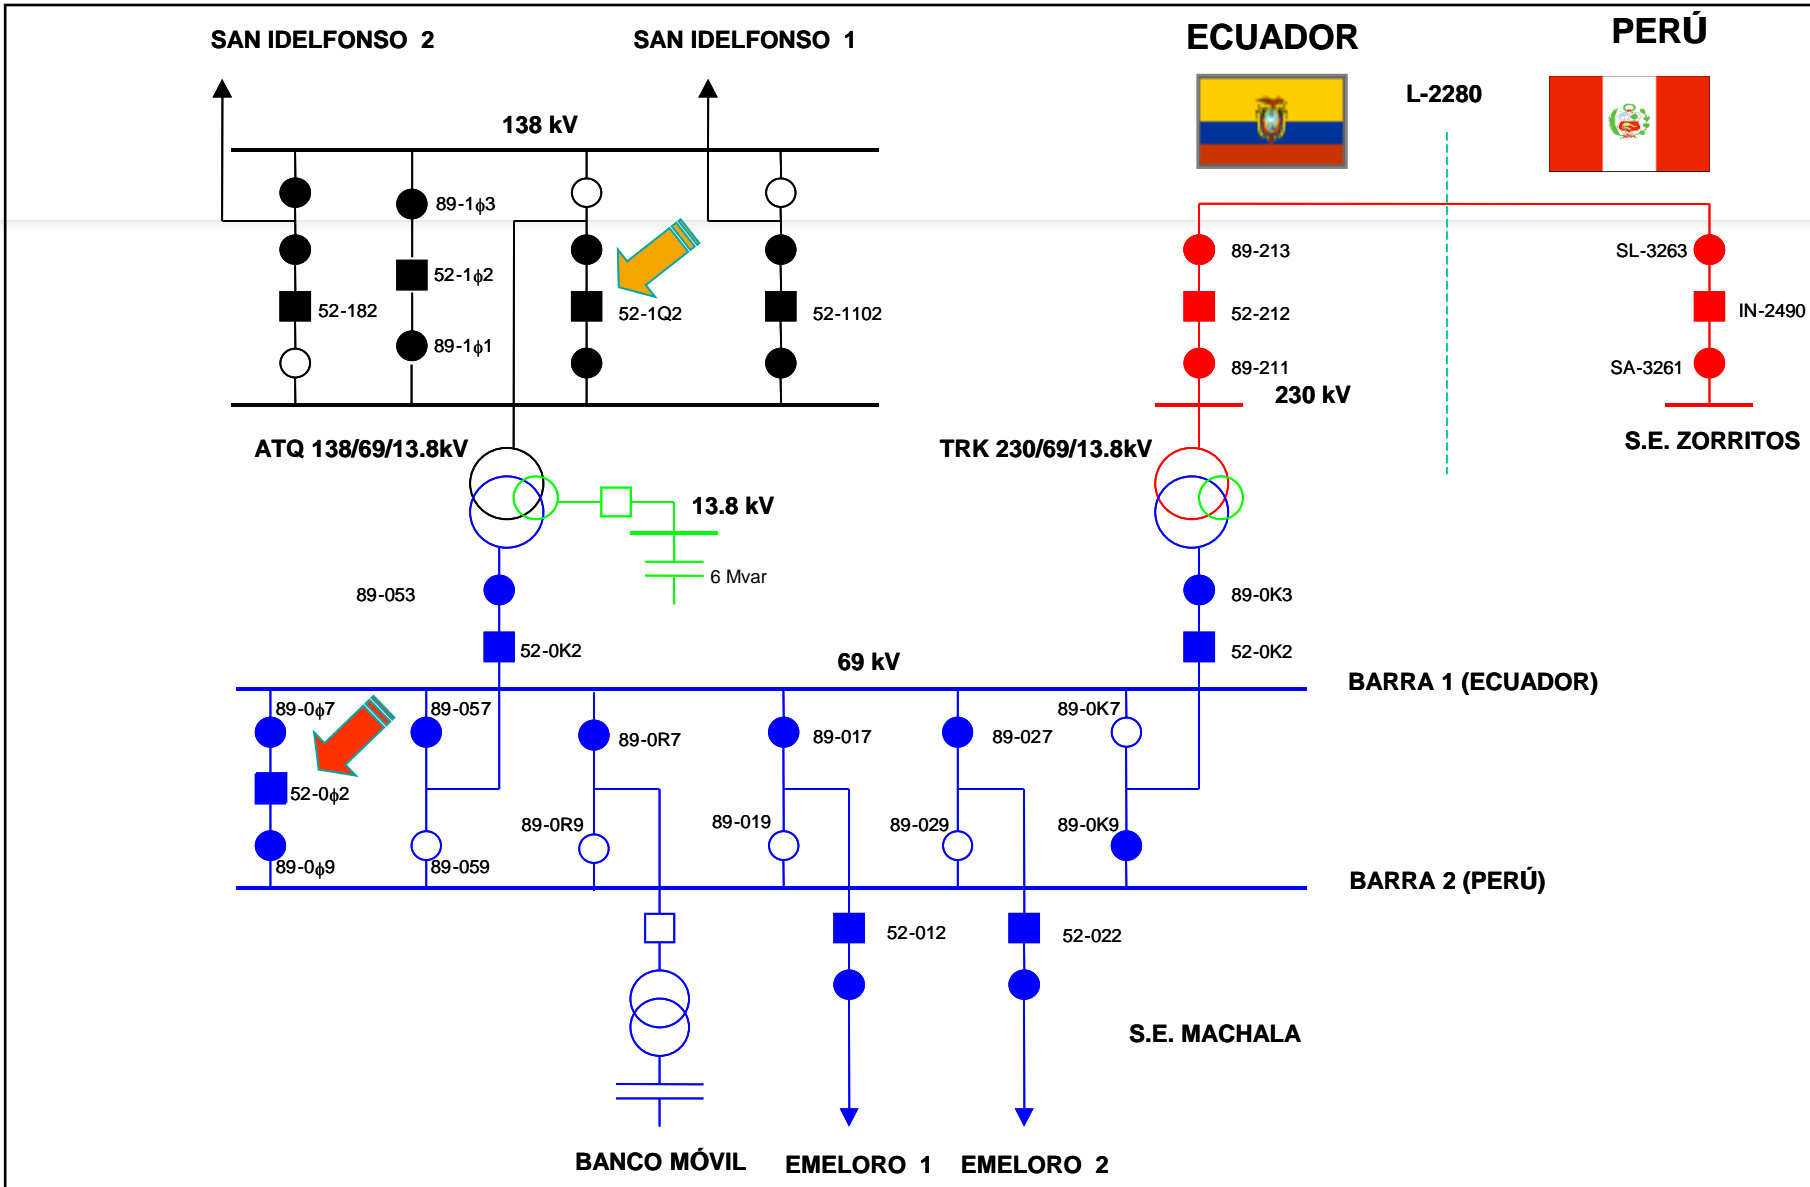 SAN IDELFONSO 2
SAN IDELFONSO 1
ECUADOR
PERÚ
L-2280
138 kV
89-1ϕ3
52-1ϕ2
89-1ϕ1
52-182
52-1Q2
52-1102
89-213
52-212
89-211
230 kV
SL-3263
IN-2490
SA-3261
S.E. ZORRITOS
ATQ 138/69/13.8kV
TRK 230/69/13.8kV
13.8 kV
6 Mvar
89-053
52-0K2
89-0K3
52-0K2
69 kV
BARRA 1 (ECUADOR)
89-0ϕ7
89-057
89-0R7
89-017
89-027
89-0K7
52-0ϕ2
89-0R9
89-019
89-029
89-0K9
89-0ϕ9
89-059
BARRA 2 (PERÚ)
52-012
52-022
S.E. MACHALA
BANCO MÓVIL
EMELORO 1
EMELORO 2